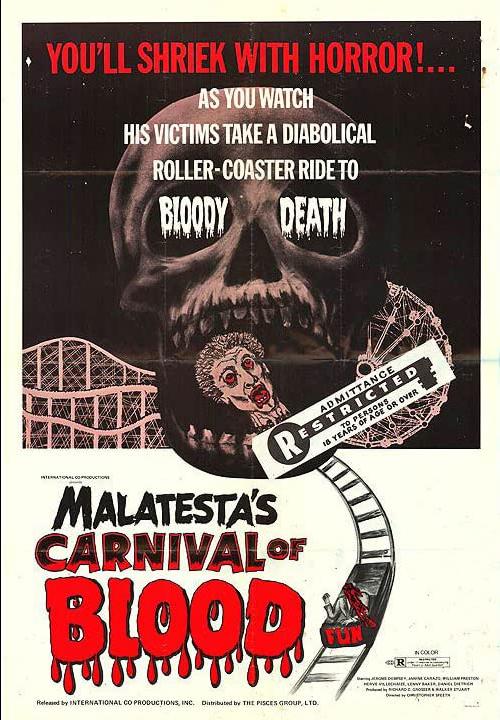 YOU'LL SHRIEK WITH HORROR!...
AS YOU WATCH
HIS VICTIMS TAKE A DIABOLICAL
ROLLER-COASTER RIDE TO
BLOODY DEATH
ADMITTANCE
R RESTRICTED
TO PERSONS
18 YEARS OF AGE OR OVER
INTERNATIONAL CO PRODUCTIONS
presents
MALATESTA'S
CARNIVAL OF
BLOOD
FUN
IN COLOR
R RESTRICTED
Starring JEROME DEMPSEY, JANINE CARAZO, WILLIAM PRESTON
HERVE VILLECHAIZE, LENNY BAKER, DANIEL DIETRICH
Produced by RICHARD GROSSER & WALKER STUART
Directed by CHRISTOPHER SPEETH
Released by INTERNATIONAL CO PRODUCTIONS, INC. Distributed by THE PISCES GROUP, LTD.